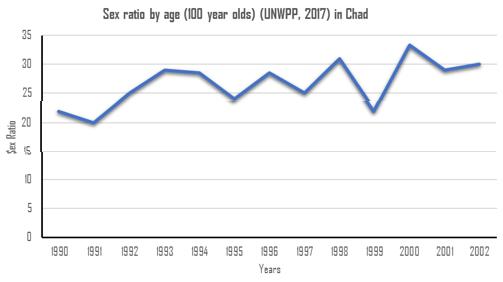 Sex ratio by age (100 year olds) (UNWPP, 2017) in Chad
35
30
25
20
15
10
5
0
Sex Ratio
1990 1991 1992 1993 1994 1995 1996 1997 1998 1999 2000 2001 2002
Years